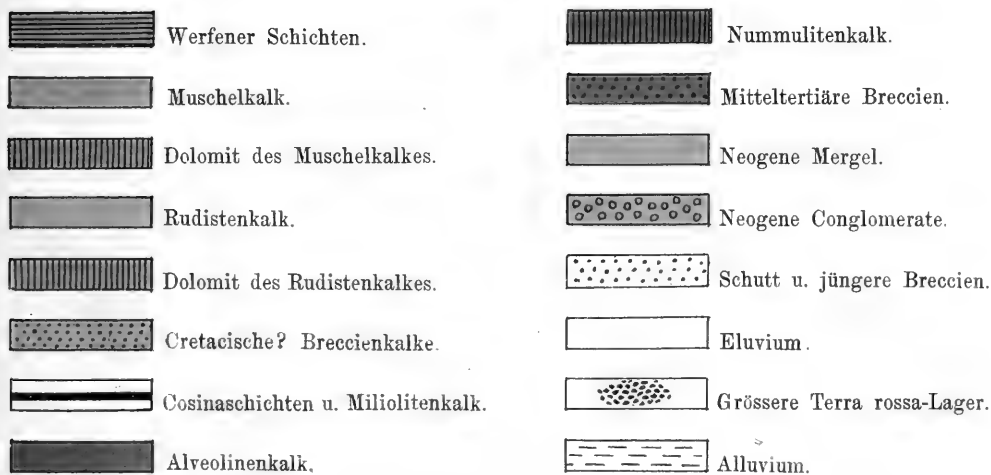 Werfener Schichten.
Muschelkalk.
Dolomit des Muschelkalkes.
Rudistenkalk.
Dolomit des Rudistenkalkes.
Cretacische? Breccienkalke.
Cosinaschichten u. Miliolitenkalk.
Alveolinenkalk.
Nummulitenkalk.
Mitteltertiäre Breccien.
Neogene Mergel.
Neogene Conglomerate.
Schutt u. jüngere Breccien.
Eluvium.
Grössere Terra rossa-Lager.
Alluvium.